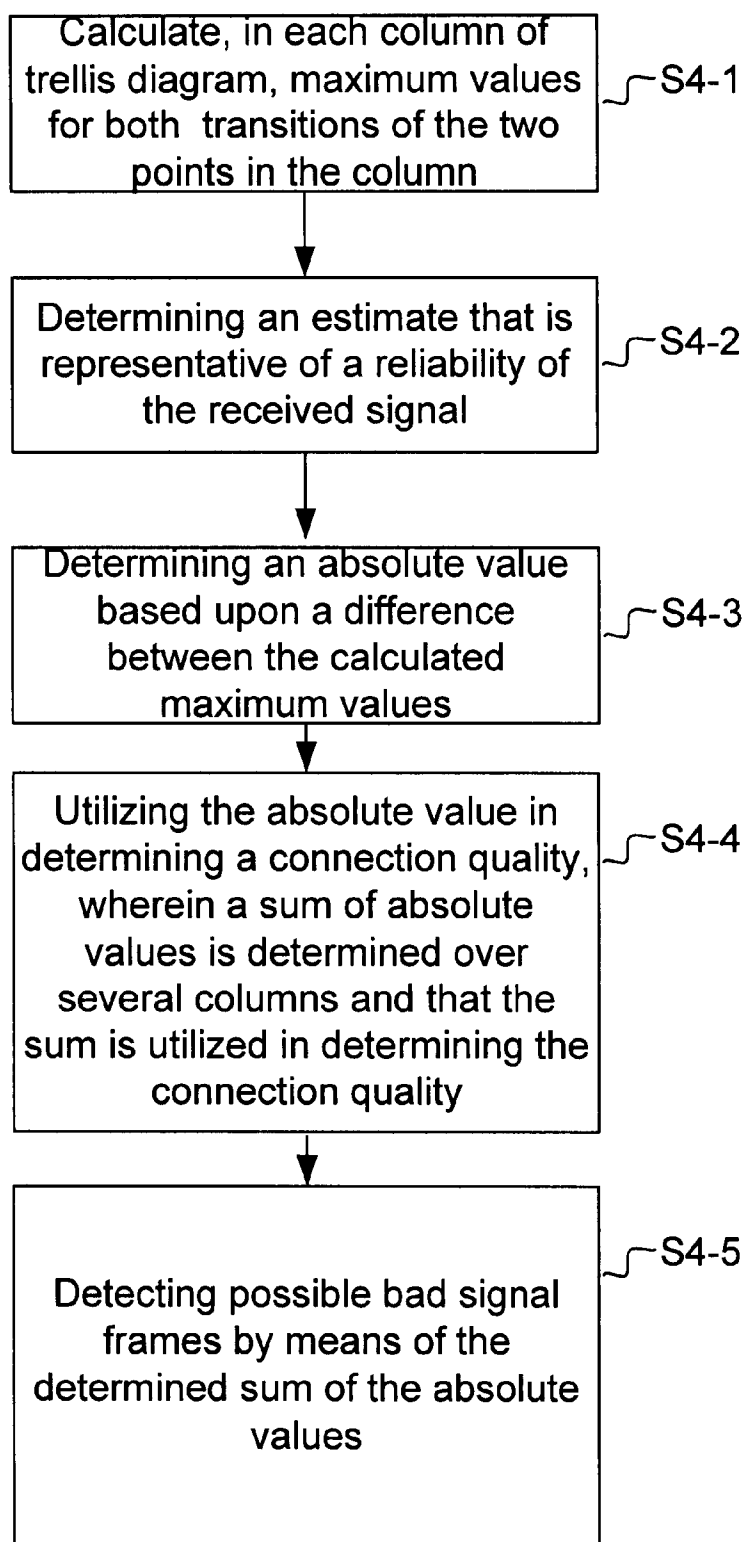 Calculate, in each column of
trellis diagram, maximum values
for both transitions of the two
points in the column
S4-1
Determining an estimate that is
representative of a reliability of
the received signal
S4-2
Determining an absolute value
based upon a difference
between the calculated
maximum values
S4-3
Utilizing the absolute value in
determining a connection quality,
wherein a sum of absolute
values is determined over
several columns and that the
sum is utilized in determining the
connection quality
S4-4
Detecting possible bad signal
frames by means of the
determined sum of the absolute
values
S4-5